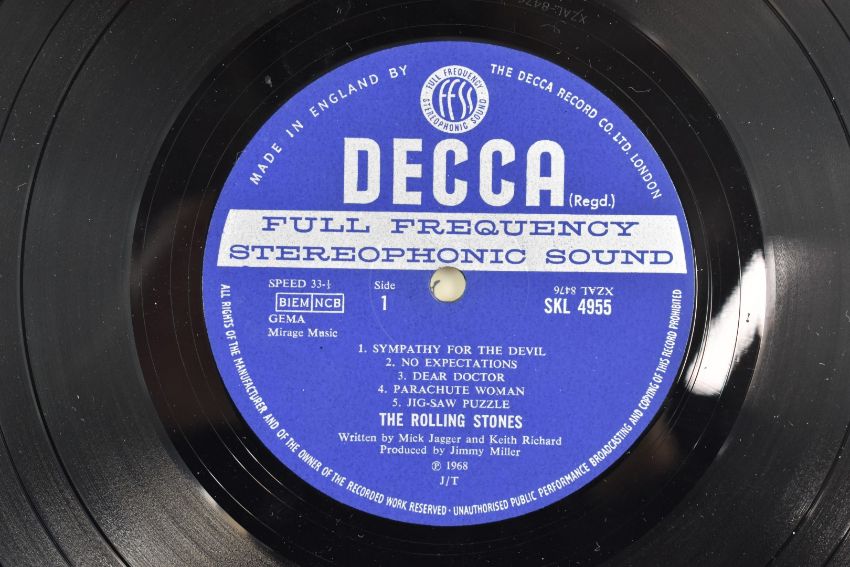 XZAL-8476
MADE IN ENGLAND BY
THE DECCA RECORD CO. LTD. LONDON
FULL FREQUENCY
FFSS
STEREOPHONIC SOUND
DECCA
(Regd.)
FULL FREQUENCY
STEREOPHONIC SOUND
SPEED 33-⅓
BIEM NCB
GEMA
Mirage Music
Side
1
XZAL 8476
SKL 4955
1. SYMPATHY FOR THE DEVIL
2. NO EXPECTATIONS
3. DEAR DOCTOR
4. PARACHUTE WOMAN
5. JIG-SAW PUZZLE
THE ROLLING STONES
Written by Mick Jagger and Keith Richard
Produced by Jimmy Miller
℗ 1968
J/T
ALL RIGHTS OF THE MANUFACTURER AND OF THE OWNER OF THE RECORDED WORK RESERVED · UNAUTHORISED PUBLIC PERFORMANCE BROADCASTING AND COPYING OF THIS RECORD PROHIBITED